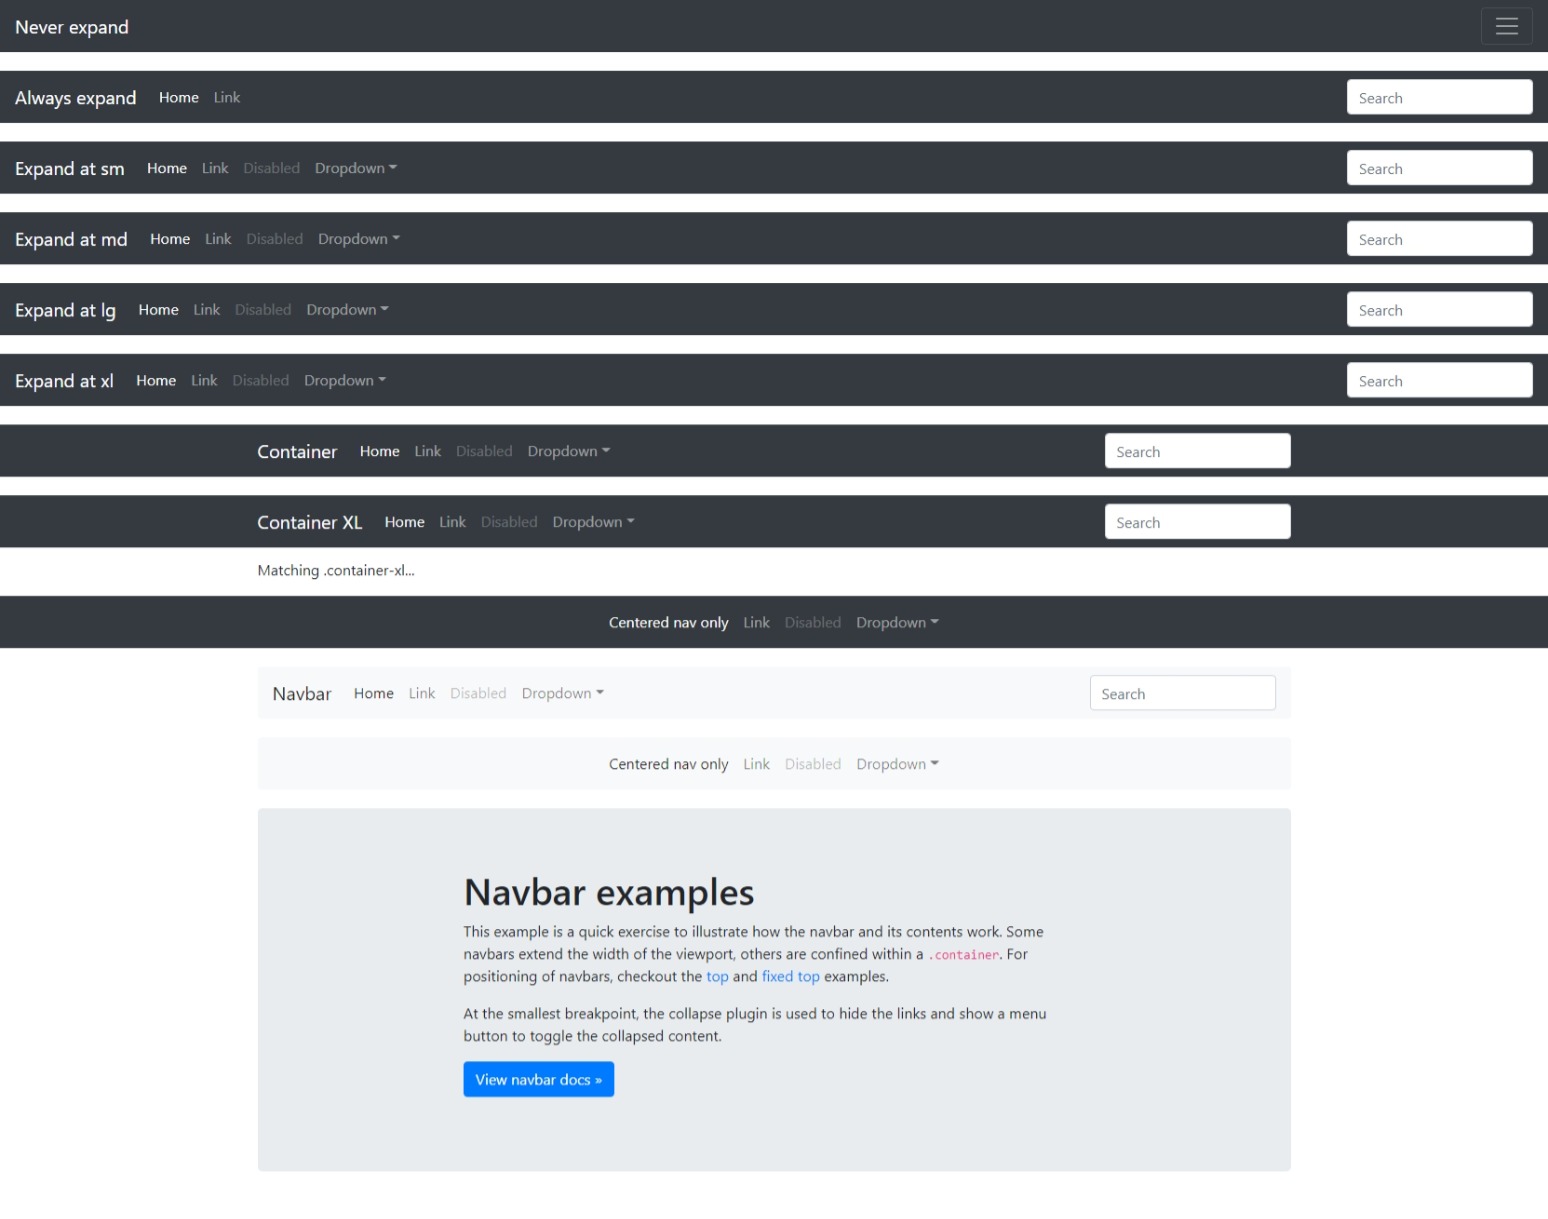 Never expand
Always expand Home Link Search
Expand at sm Home Link Disabled Dropdown Search
Expand at md Home Link Disabled Dropdown Search
Expand at lg Home Link Disabled Dropdown Search
Expand at xl Home Link Disabled Dropdown Search
Container Home Link Disabled Dropdown Search
Container XL Home Link Disabled Dropdown Search
Matching .container-xl...
Centered nav only Link Disabled Dropdown
Navbar Home Link Disabled Dropdown Search
Centered nav only Link Disabled Dropdown
Navbar examples
This example is a quick exercise to illustrate how the navbar and its contents work. Some
navbars extend the width of the viewport, others are confined within a .container. For
positioning of navbars, checkout the top and fixed top examples.
At the smallest breakpoint, the collapse plugin is used to hide the links and show a menu
button to toggle the collapsed content.
View navbar docs »